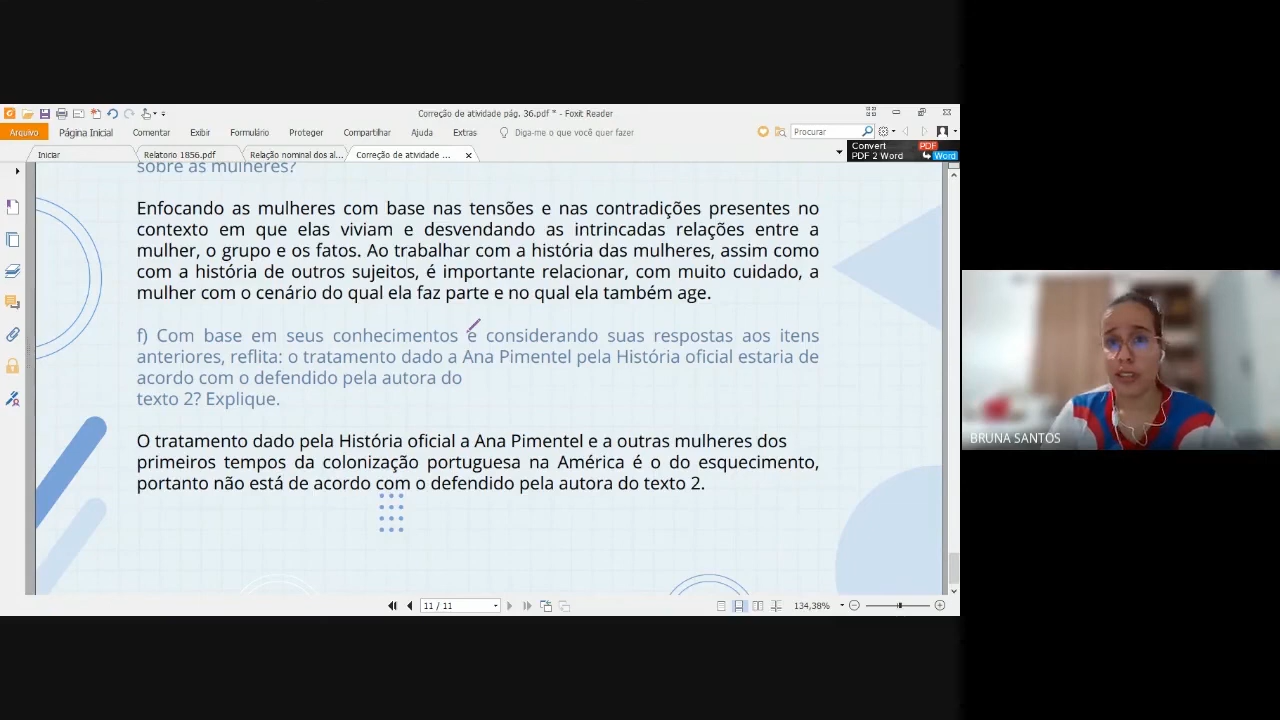 Correção de atividade pág. 36.pdf * - Foxit Reader
Arquivo Página Inicial Comentar Exibir Formulário Proteger Compartilhar Ajuda Extras Diga-me o que você quer fazer Procurar
Iniciar Relatorio 1856.pdf Relação nominal dos al... Correção de atividade ... Convert PDF
PDF 2 Word Word
sobre as mulheres?
Enfocando as mulheres com base nas tensões e nas contradições presentes no
contexto em que elas viviam e desvendando as intrincadas relações entre a
mulher, o grupo e os fatos. Ao trabalhar com a história das mulheres, assim como
com a história de outros sujeitos, é importante relacionar, com muito cuidado, a
mulher com o cenário do qual ela faz parte e no qual ela também age.
f) Com base em seus conhecimentos e considerando suas respostas aos itens
anteriores, reflita: o tratamento dado a Ana Pimentel pela História oficial estaria de
acordo com o defendido pela autora do
texto 2? Explique.
O tratamento dado pela História oficial a Ana Pimentel e a outras mulheres dos
primeiros tempos da colonização portuguesa na América é o do esquecimento,
portanto não está de acordo com o defendido pela autora do texto 2.
11 / 11 134,38%
BRUNA SANTOS